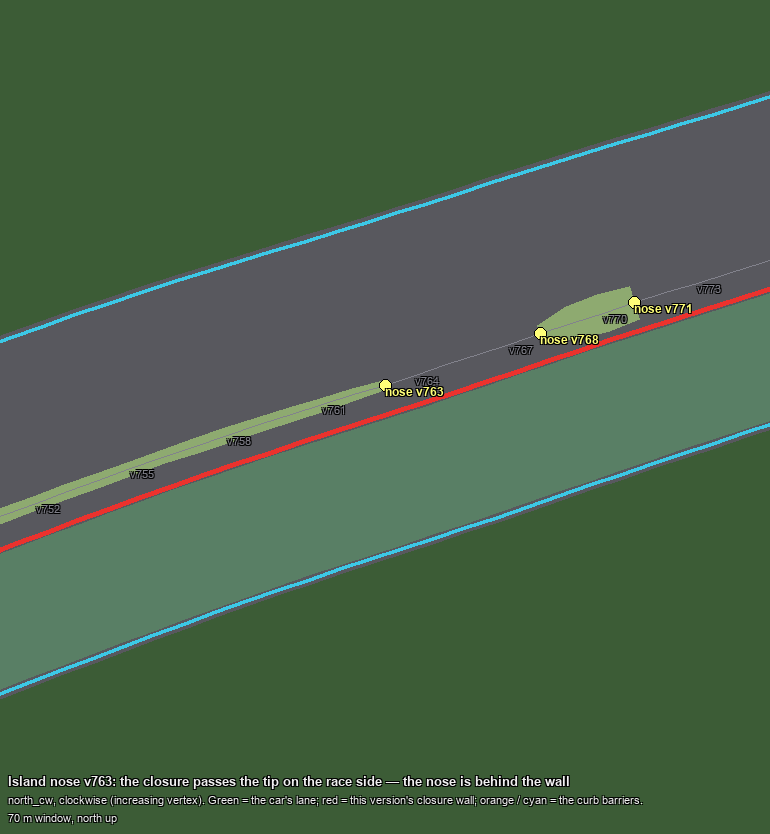 v773
nose v771
v770
nose v768
v767
v764
nose v763
v761
v758
v755
v752
Island nose v763: the closure passes the tip on the race side — the nose is behind the wall
north_cw, clockwise (increasing vertex). Green = the car's lane; red = this version's closure wall; orange / cyan = the curb barriers.
70 m window, north up